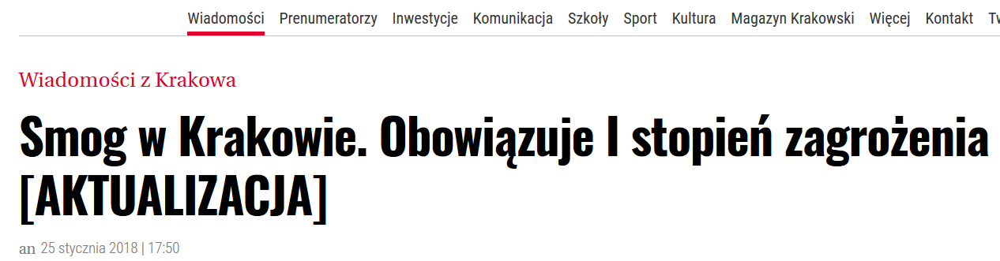 Wiadomości Prenumeratorzy Inwestycje Komunikacja Szkoły Sport Kultura Magazyn Krakowski Więcej Kontakt
Wiadomości z Krakowa
Smog w Krakowie. Obowiązuje I stopień zagrożenia
[AKTUALIZACJA]
an 25 stycznia 2018 | 17:50